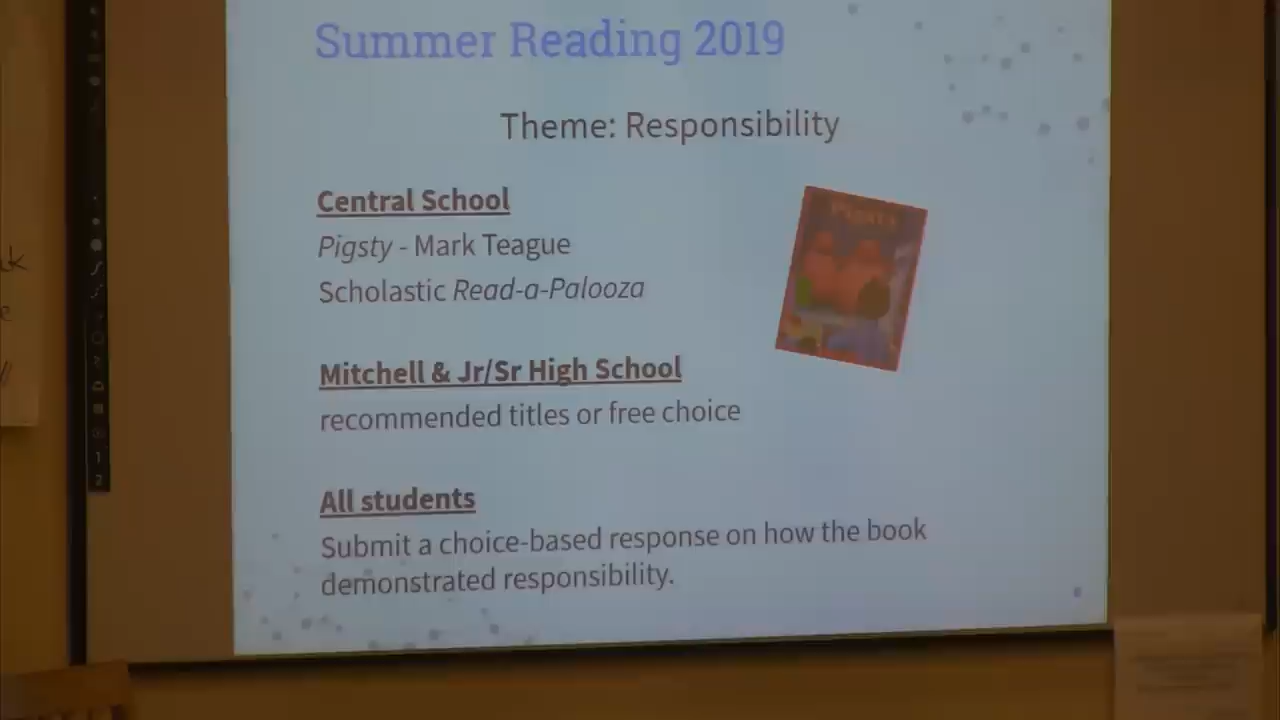 Summer Reading 2019
Theme: Responsibility
Central School
Pigsty - Mark Teague
Scholastic Read-a-Palooza
Pigsty
Mitchell & Jr/Sr High School
recommended titles or free choice
All students
Submit a choice-based response on how the book
demonstrated responsibility.